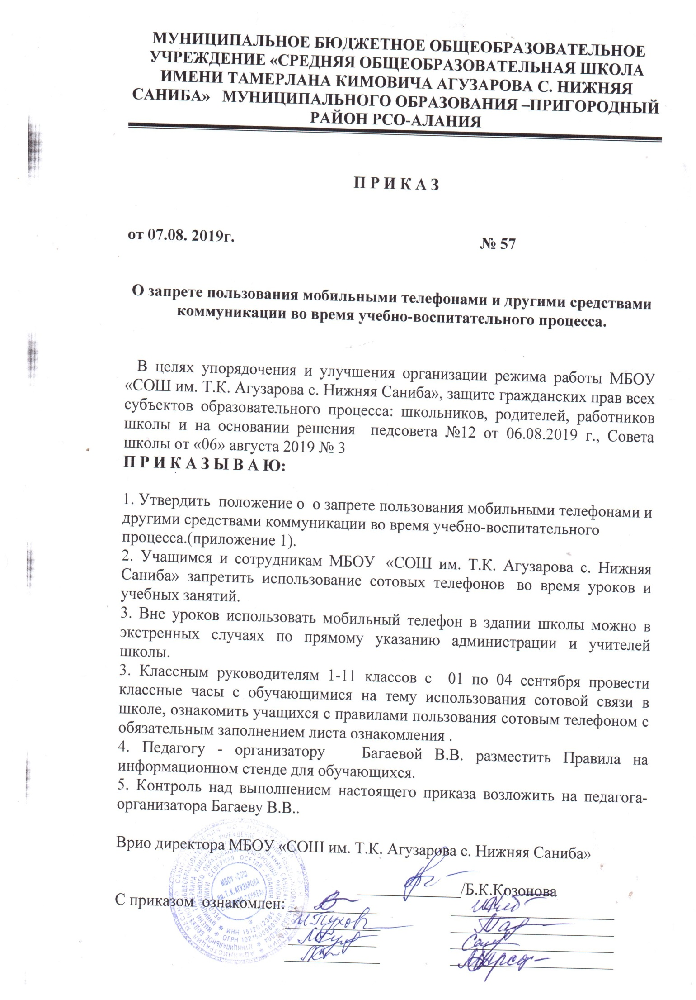 МУНИЦИПАЛЬНОЕ БЮДЖЕТНОЕ ОБЩЕОБРАЗОВАТЕЛЬНОЕ
УЧРЕЖДЕНИЕ «СРЕДНЯЯ ОБЩЕОБРАЗОВАТЕЛЬНАЯ ШКОЛА
ИМЕНИ ТАМЕРЛАНА КИМОВИЧА АГУЗАРОВА С. НИЖНЯЯ
САНИБА» МУНИЦИПАЛЬНОГО ОБРАЗОВАНИЯ –ПРИГОРОДНЫЙ
РАЙОН РСО-АЛАНИЯ
П Р И К А З
от 07.08. 2019г. № 57
О запрете пользования мобильными телефонами и другими средствами
коммуникации во время учебно-воспитательного процесса.
В целях упорядочения и улучшения организации режима работы МБОУ
«СОШ им. Т.К. Агузарова с. Нижняя Саниба», защите гражданских прав всех
субъектов образовательного процесса: школьников, родителей, работников
школы и на основании решения педсовета №12 от 06.08.2019 г., Совета
школы от «06» августа 2019 № 3
П Р И К А З Ы В А Ю:
1. Утвердить положение о о запрете пользования мобильными телефонами и
другими средствами коммуникации во время учебно-воспитательного
процесса.(приложение 1).
2. Учащимся и сотрудникам МБОУ «СОШ им. Т.К. Агузарова с. Нижняя
Саниба» запретить использование сотовых телефонов во время уроков и
учебных занятий.
3. Вне уроков использовать мобильный телефон в здании школы можно в
экстренных случаях по прямому указанию администрации и учителей
школы.
3. Классным руководителям 1-11 классов с 01 по 04 сентября провести
классные часы с обучающимися на тему использования сотовой связи в
школе, ознакомить учащихся с правилами пользования сотовым телефоном с
обязательным заполнением листа ознакомления .
4. Педагогу - организатору Багаевой В.В. разместить Правила на
информационном стенде для обучающихся.
5. Контроль над выполнением настоящего приказа возложить на педагога-
организатора Багаеву В.В..
Врио директора МБОУ «СОШ им. Т.К. Агузарова с. Нижняя Саниба»
/Б.К.Козонова
С приказом ознакомлен:
МБОУ «СОШ
ИМ. Т. К. АГУЗАРОВА
ИНН 1512012385
ОГРН 1021500980390